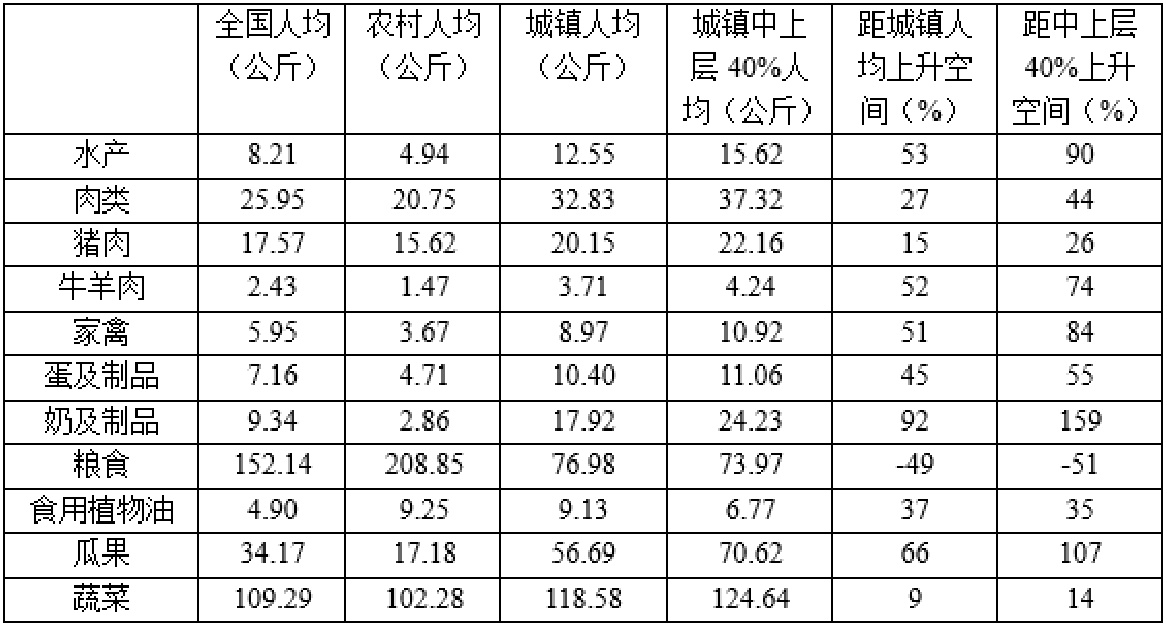 全国人均（公斤） 农村人均（公斤） 城镇人均（公斤） 城镇中上层40%人均（公斤） 距城镇人均上升空间（%） 距中上层40%上升空间（%）
水产 8.21 4.94 12.55 15.62 53 90
肉类 25.95 20.75 32.83 37.32 27 44
猪肉 17.57 15.62 20.15 22.16 15 26
牛羊肉 2.43 1.47 3.71 4.24 52 74
家禽 5.95 3.67 8.97 10.92 51 84
蛋及制品 7.16 4.71 10.40 11.06 45 55
奶及制品 9.34 2.86 17.92 24.23 92 159
粮食 152.14 208.85 76.98 73.97 -49 -51
食用植物油 4.90 9.25 9.13 6.77 37 35
瓜果 34.17 17.18 56.69 70.62 66 107
蔬菜 109.29 102.28 118.58 124.64 9 14